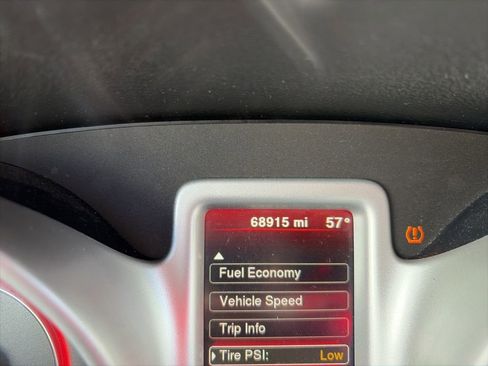 68915 mi 57°
Fuel Economy
Vehicle Speed
Trip Info
Tire PSI: Low